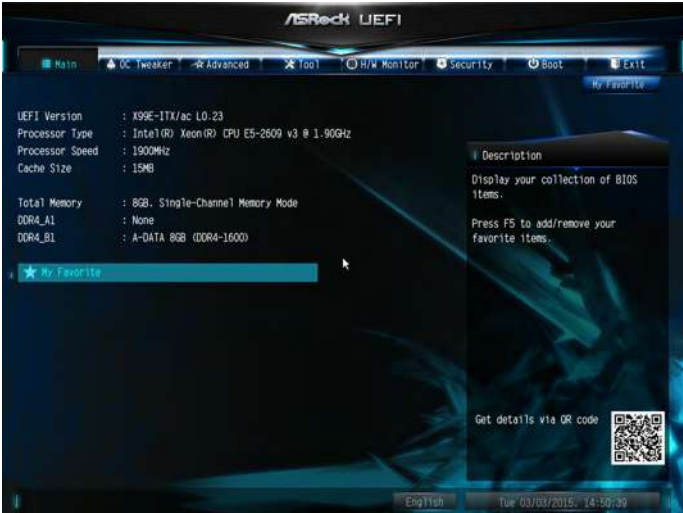 ASRock UEFI
Main OC Tweaker Advanced Tool H/W Monitor Security Boot Exit
My Favorite
UEFI Version : X99E-ITX/ac L0.23
Processor Type : Intel(R) Xeon(R) CPU E5-2609 v3 @ 1.90GHz
Processor Speed : 1900MHz
Cache Size : 15MB
Total Memory : 8GB. Single-Channel Memory Mode
DDR4_A1 : None
DDR4_B1 : A-DATA 8GB (DDR4-1600)
My Favorite
Description
Display your collection of BIOS
items.
Press F5 to add/remove your
favorite items.
Get details via QR code
English
Tue 03/03/2015. 14:50:39